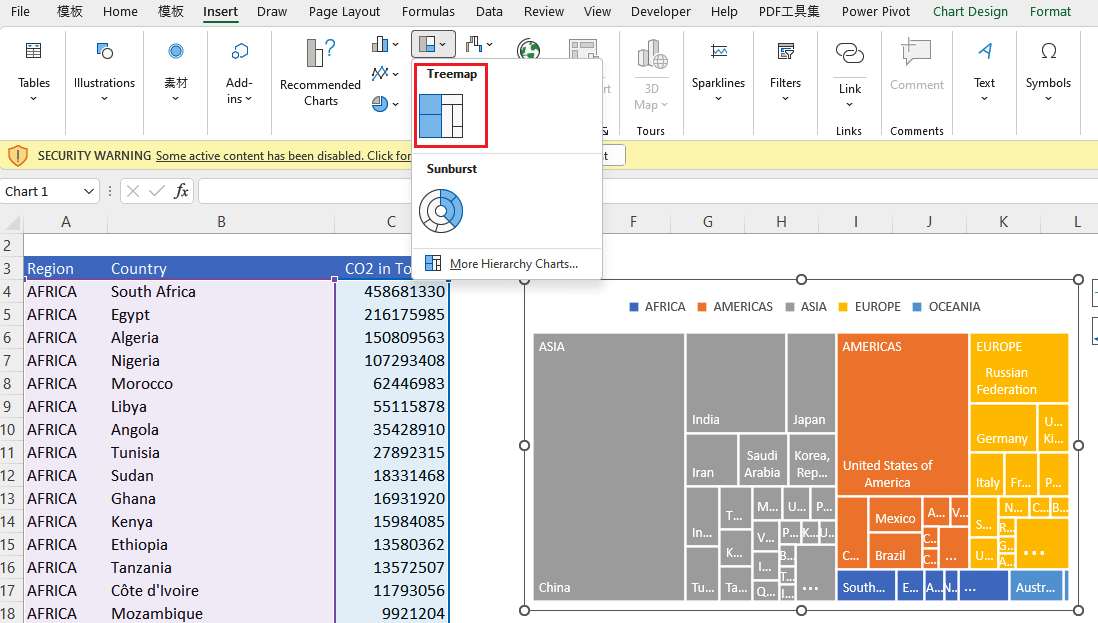 File 模板 Home 模板 Insert Draw Page Layout Formulas Data Review View Developer Help PDF工具集 Power Pivot Chart Design Format
Tables
Illustrations
素材
Add-
ins
Recommended
Charts
3D
Map
Tours
Sparklines
Filters
Link
Links
Comment
Comments
Text
Symbols
Treemap
Sunburst
More Hierarchy Charts...
SECURITY WARNING Some active content has been disabled. Click for
Chart 1
fx
A B C F G H I J K L
2
3 Region Country CO2 in To
4 AFRICA South Africa 458681330
5 AFRICA Egypt 216175985
6 AFRICA Algeria 150809563
7 AFRICA Nigeria 107293408
8 AFRICA Morocco 62446983
9 AFRICA Libya 55115878
10 AFRICA Angola 35428910
11 AFRICA Tunisia 27892315
12 AFRICA Sudan 18331468
13 AFRICA Ghana 16931920
14 AFRICA Kenya 15984085
15 AFRICA Ethiopia 13580362
16 AFRICA Tanzania 13572507
17 AFRICA Côte d'Ivoire 11793056
18 AFRICA Mozambique 9921204
AFRICA AMERICAS ASIA EUROPE OCEANIA
ASIA
China
India
Japan
Iran
Saudi
Arabia
Korea,
Rep...
In...
Tu...
T...
K...
Ta...
M...
U...
P...
V...
P...
K...
U...
I...
B...
T...
Q...
I...
...
AMERICAS
United States of
America
C...
Mexico
Brazil
A...
V...
C...
C...
...
EUROPE
Russian
Federation
Germany
U...
Ki...
Italy
Fr...
P...
S...
N...
C...
B...
R...
G...
U...
A...
...
South...
E...
A...
N...
...
Austr...